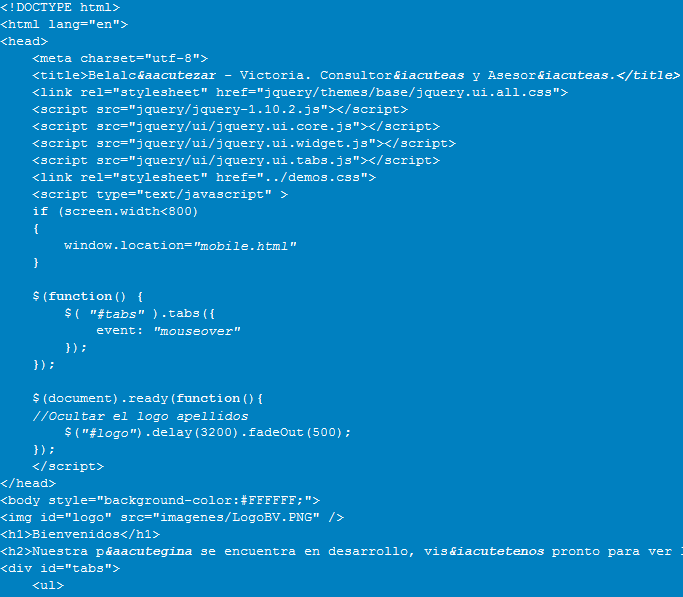 <!DOCTYPE html>
<html lang="en">
<head>
    <meta charset="utf-8">
    <title>Belalc&aacutezar - Victoria. Consultor&iacuteas y Asesor&iacuteas.</title>
    <link rel="stylesheet" href="jquery/themes/base/jquery.ui.all.css">
    <script src="jquery/jquery-1.10.2.js"></script>
    <script src="jquery/ui/jquery.ui.core.js"></script>
    <script src="jquery/ui/jquery.ui.widget.js"></script>
    <script src="jquery/ui/jquery.ui.tabs.js"></script>
    <link rel="stylesheet" href="../demos.css">
    <script type="text/javascript" >
    if (screen.width<800)
    {
        window.location="mobile.html"
    }

    $(function() {
        $( "#tabs" ).tabs({
            event: "mouseover"
        });
    });

    $(document).ready(function(){
    //Ocultar el logo apellidos
        $("#logo").delay(3200).fadeOut(500);
    });
    </script>
</head>
<body style="background-color:#FFFFFF;">
<img id="logo" src="imagenes/LogoBV.PNG" />
<h1>Bienvenidos</h1>
<h2>Nuestra p&aacutegina se encuentra en desarrollo, vis&iacutetenos pronto para ver
<div id="tabs">
    <ul>